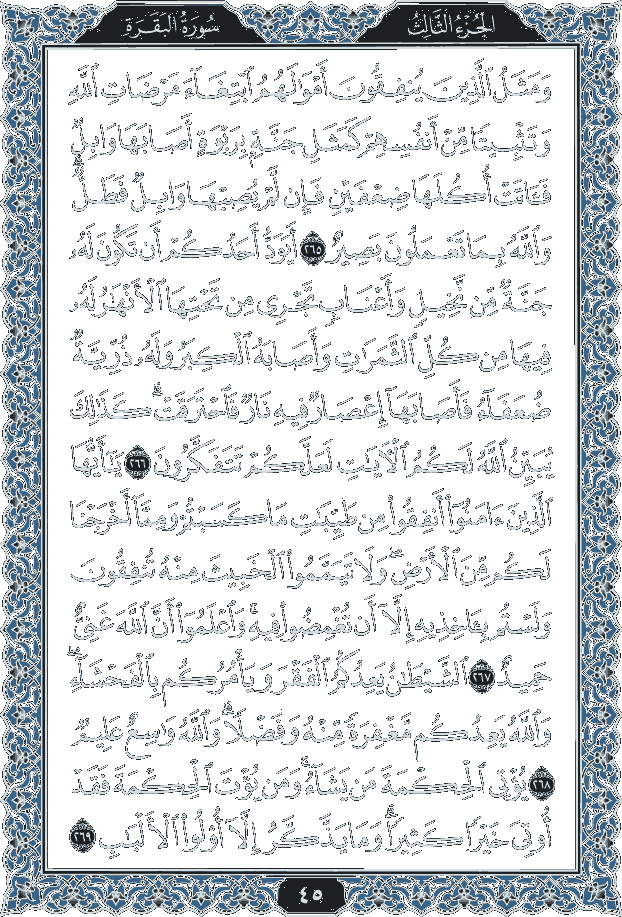 الجزء الثالث
سورة البقرة
وَمَثَلُ ٱلَّذِينَ يُنفِقُونَ أَمْوَٰلَهُمُ ٱبْتِغَآءَ مَرْضَاتِ ٱللَّهِ
وَتَثْبِيتًا مِّنْ أَنفُسِهِمْ كَمَثَلِ جَنَّةٍۭ بِرَبْوَةٍ أَصَابَهَا وَابِلٌ
فَـَٔاتَتْ أُكُلَهَا ضِعْفَيْنِ فَإِن لَّمْ يُصِبْهَا وَابِلٌ فَطَلٌّ ۗ
وَٱللَّهُ بِمَا تَعْمَلُونَ بَصِيرٌ ٢٦٥ أَيَوَدُّ أَحَدُكُمْ أَن تَكُونَ لَهُۥ
جَنَّةٌ مِّن نَّخِيلٍ وَأَعْنَابٍ تَجْرِى مِن تَحْتِهَا ٱلْأَنْهَٰرُ لَهُۥ
فِيهَا مِن كُلِّ ٱلثَّمَرَٰتِ وَأَصَابَهُ ٱلْكِبَرُ وَلَهُۥ ذُرِّيَّةٌ
ضُعَفَآءُ فَأَصَابَهَآ إِعْصَارٌ فِيهِ نَارٌ فَٱحْتَرَقَتْ ۗ كَذَٰلِكَ
يُبَيِّنُ ٱللَّهُ لَكُمُ ٱلْـَٔايَٰتِ لَعَلَّكُمْ تَتَفَكَّرُونَ ٢٦٦ يَٰٓأَيُّهَا
ٱلَّذِينَ ءَامَنُوٓا۟ أَنفِقُوا۟ مِن طَيِّبَٰتِ مَا كَسَبْتُمْ وَمِمَّآ أَخْرَجْنَا
لَكُم مِّنَ ٱلْأَرْضِ ۖ وَلَا تَيَمَّمُوا۟ ٱلْخَبِيثَ مِنْهُ تُنفِقُونَ
وَلَسْتُم بِـَٔاخِذِيهِ إِلَّآ أَن تُغْمِضُوا۟ فِيهِ ۚ وَٱعْلَمُوٓا۟ أَنَّ ٱللَّهَ غَنِىٌّ
حَمِيدٌ ٢٦٧ ٱلشَّيْطَٰنُ يَعِدُكُمُ ٱلْفَقْرَ وَيَأْمُرُكُم بِٱلْفَحْشَآءِ ۖ
وَٱللَّهُ يَعِدُكُم مَّغْفِرَةً مِّنْهُ وَفَضْلًا ۗ وَٱللَّهُ وَٰسِعٌ عَلِيمٌ
٢٦٨ يُؤْتِى ٱلْحِكْمَةَ مَن يَشَآءُ ۚ وَمَن يُؤْتَ ٱلْحِكْمَةَ فَقَدْ
أُوتِىَ خَيْرًا كَثِيرًا ۗ وَمَا يَذَّكَّرُ إِلَّآ أُو۟لُوا۟ ٱلْأَلْبَٰبِ ٢٦٩
٤٥